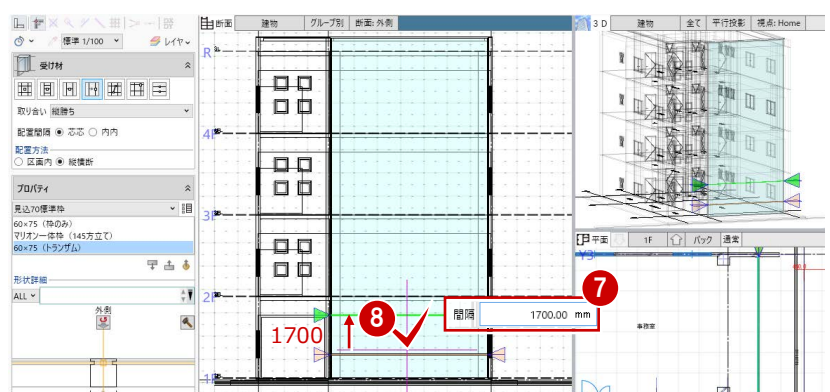 標準 1/100
レイヤ
受け材
取り合い 縦勝ち
配置間隔 芯芯 内内
配置方法
区画内 縦横断
プロパティ
見込70標準枠
60×75 (枠のみ)
マリオン一体枠 (145方立て)
60×75 (トランザム)
形状詳細
ALL
外側
断面 建物 グループ別 断面: 外側
R
4F
3F
2F
1F
1700
8
間隔 1700.00 mm
7
3 D 建物 全て 平行投影 視点: Home
平面 1F バック 通常
Y3
事務室